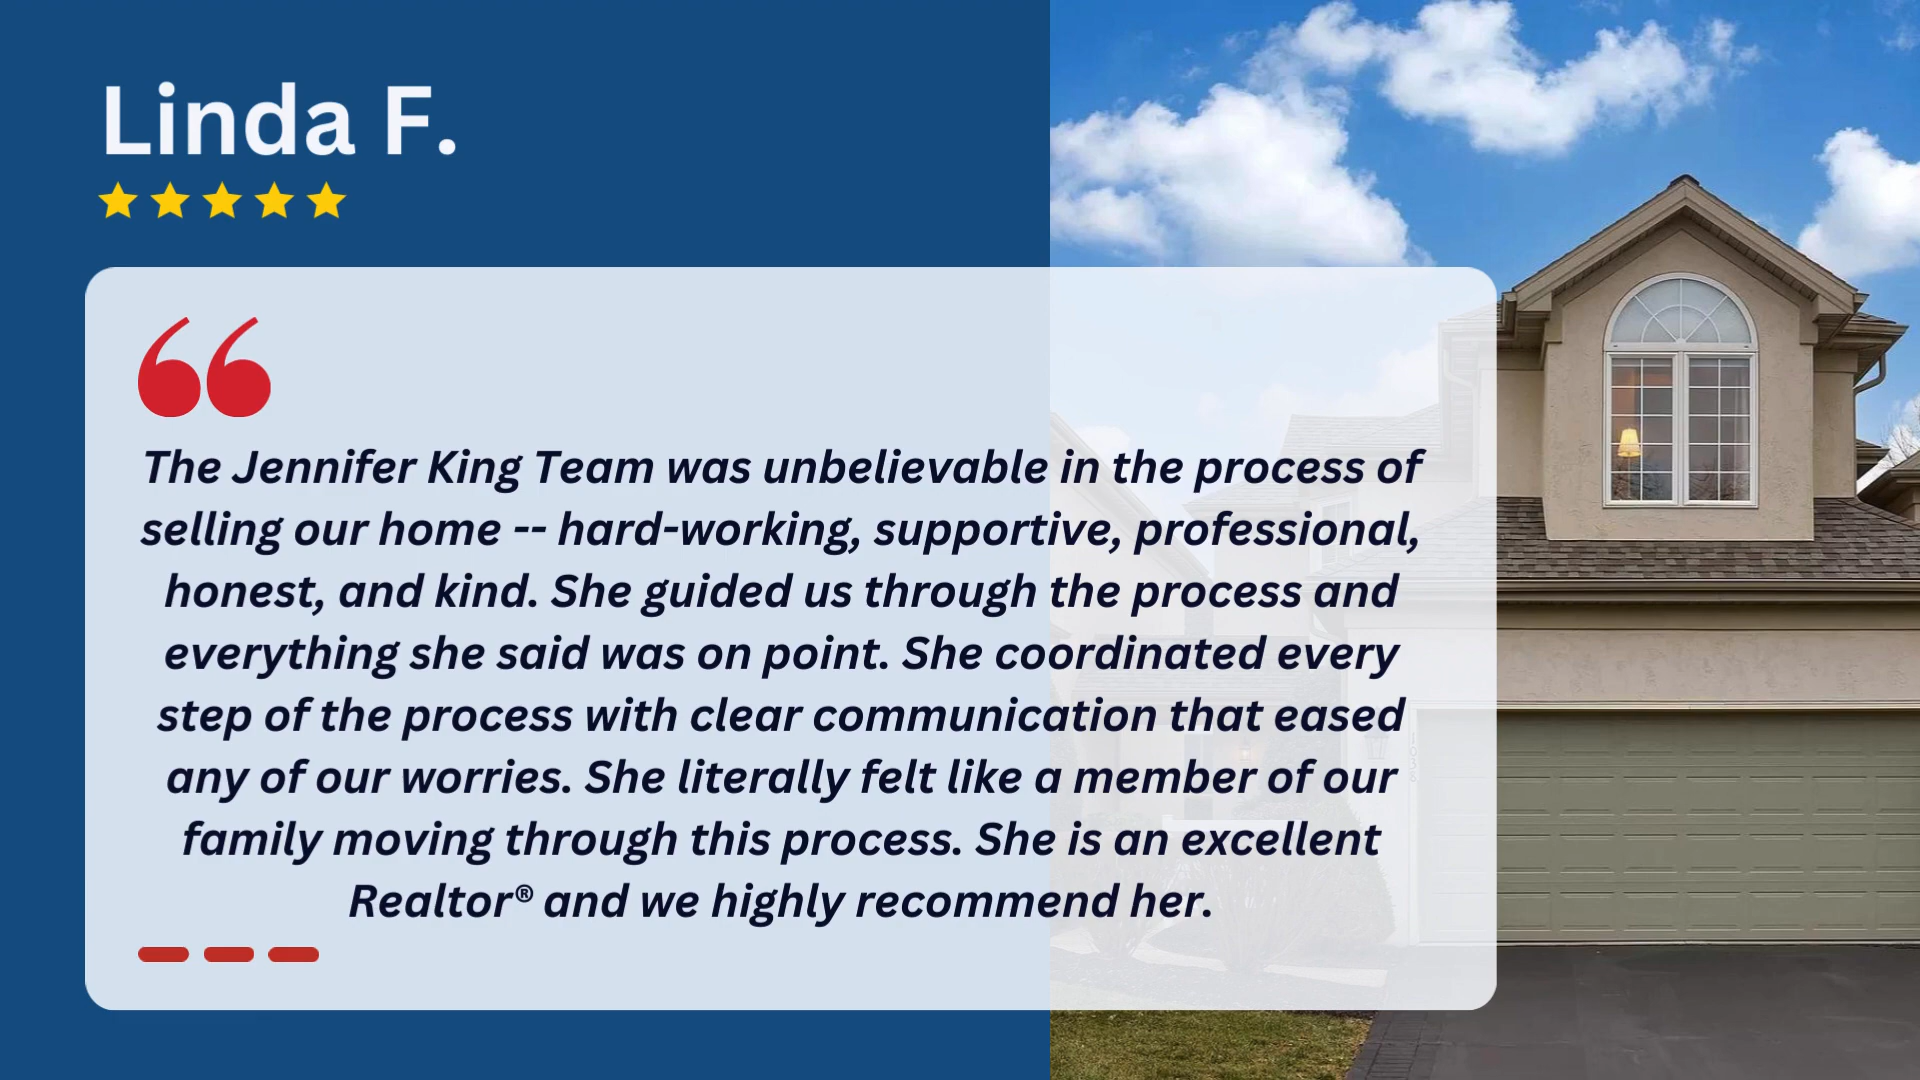 Linda F.
The Jennifer King Team was unbelievable in the process of
selling our home -- hard-working, supportive, professional,
honest, and kind. She guided us through the process and
everything she said was on point. She coordinated every
step of the process with clear communication that eased
any of our worries. She literally felt like a member of our
family moving through this process. She is an excellent
Realtor® and we highly recommend her.